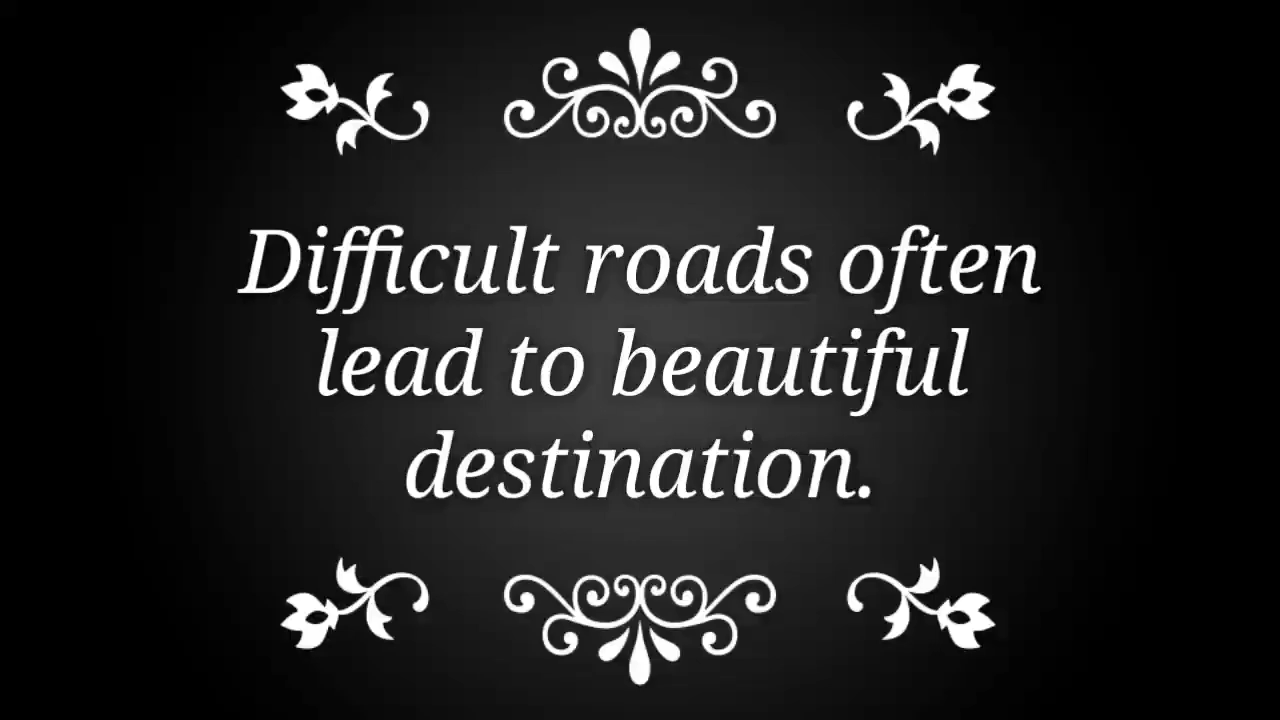 Difficult roads often
lead to beautiful
destination.